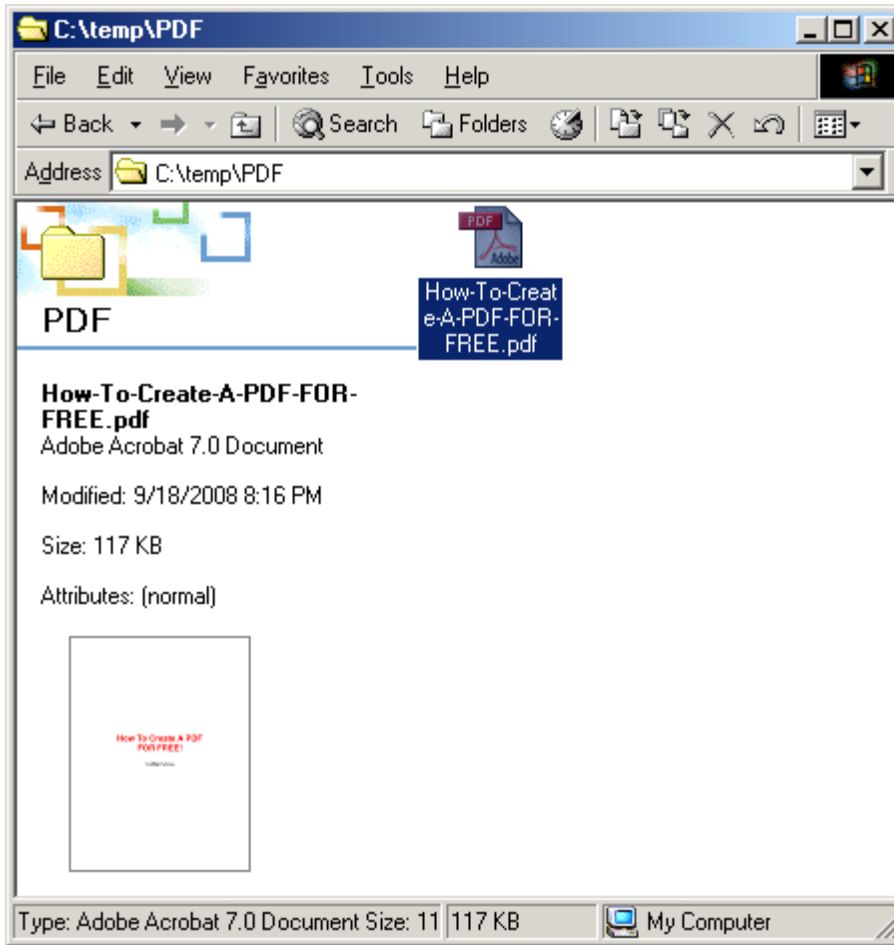 C:\temp\PDF
File Edit View Favorites Tools Help
Back Search Folders
Address C:\temp\PDF
PDF
Adobe
How-To-Creat
e-A-PDF-FOR-
FREE.pdf
PDF
How-To-Create-A-PDF-FOR-
FREE.pdf
Adobe Acrobat 7.0 Document
Modified: 9/18/2008 8:16 PM
Size: 117 KB
Attributes: (normal)
How To Create A PDF
FOR FREE!
Type: Adobe Acrobat 7.0 Document Size: 11 117 KB My Computer